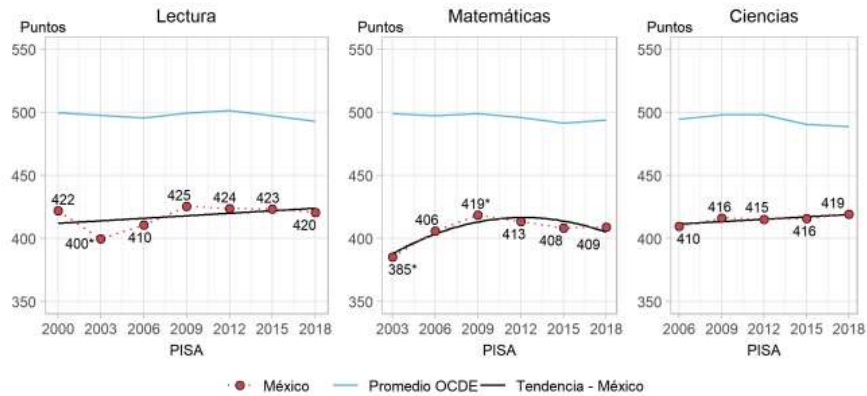 Lectura
Puntos
550
500
450
400
350
422
400*
410
425
424
423
420
2000 2003 2006 2009 2012 2015 2018
PISA
Matemáticas
Puntos
550
500
450
400
350
385*
406
419*
413
408
409
2003 2006 2009 2012 2015 2018
PISA
Ciencias
Puntos
550
500
450
400
350
410
416
415
416
419
2006 2009 2012 2015 2018
PISA
México Promedio OCDE Tendencia - México